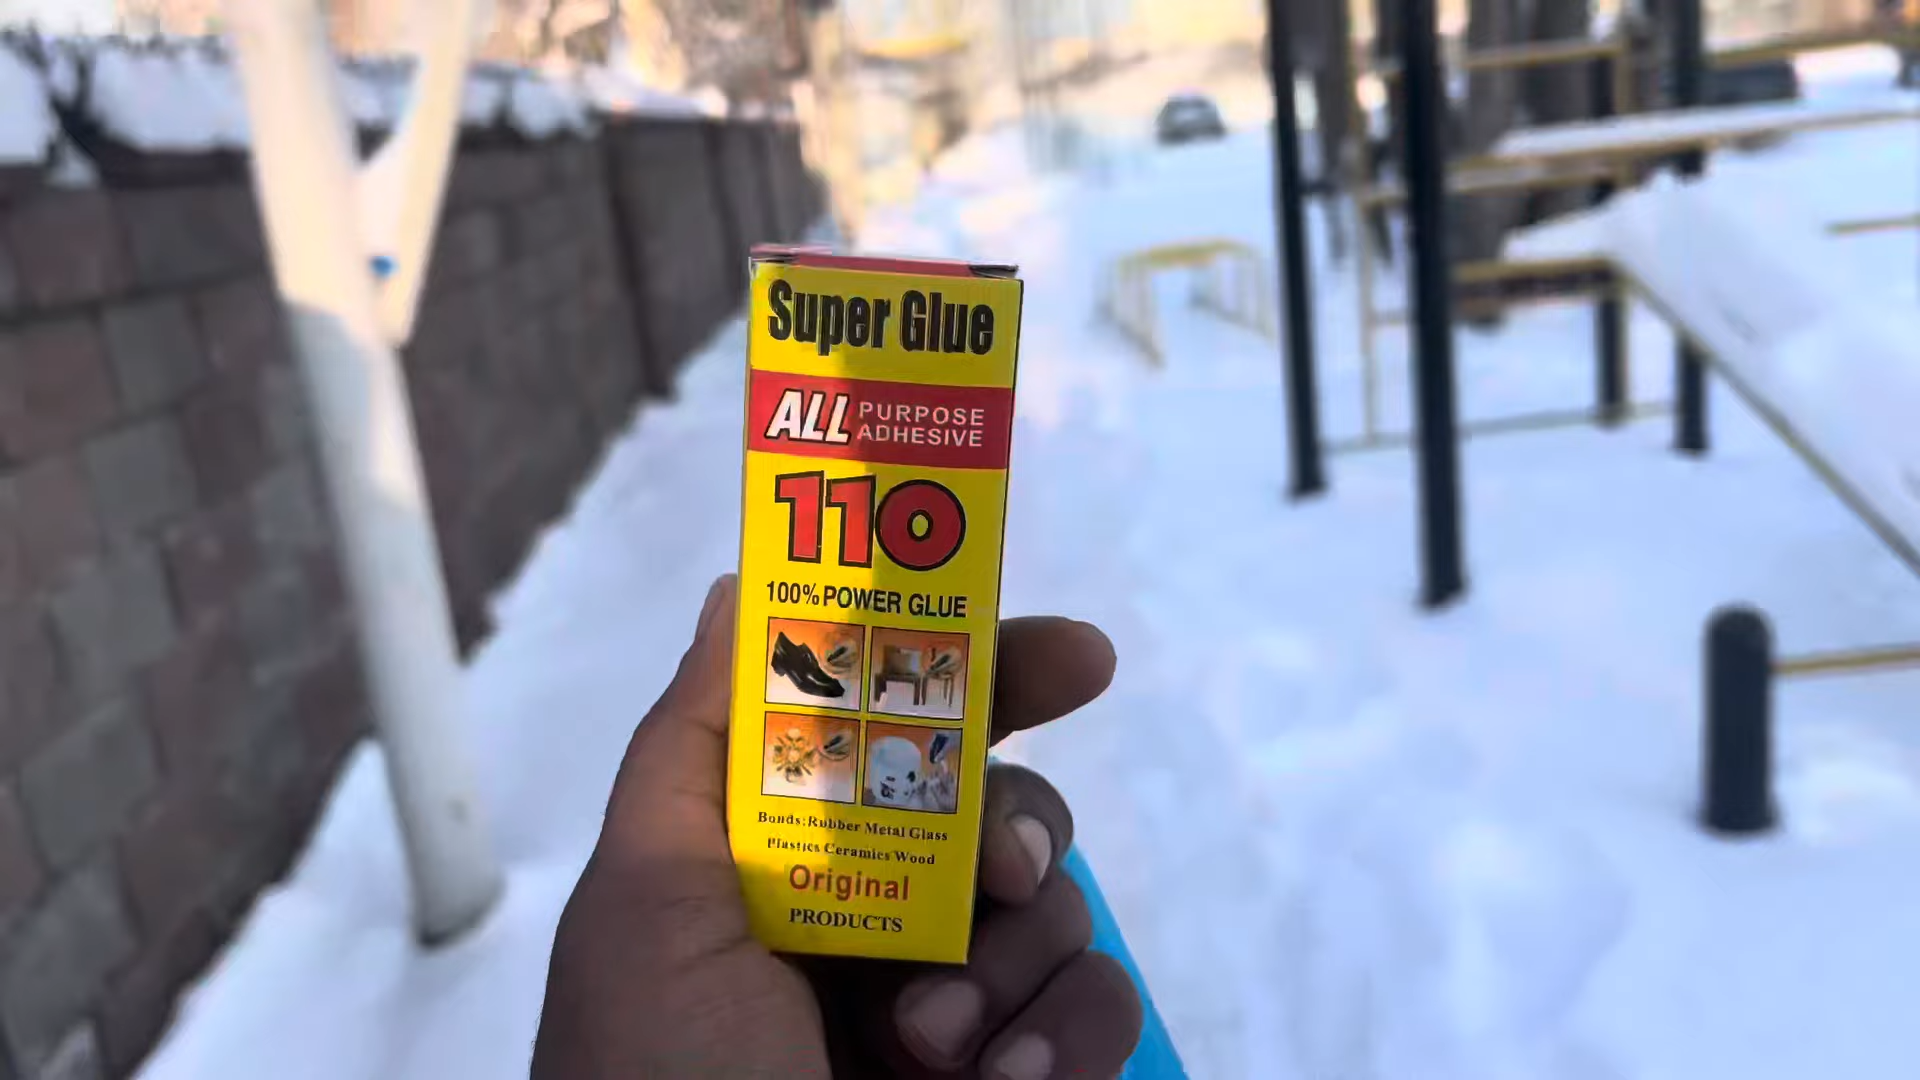 Super Glue
ALL PURPOSE
ADHESIVE
110
100% POWER GLUE
Bonds:Rubber Metal Glass
Plastics Ceramics Wood
Original
PRODUCTS